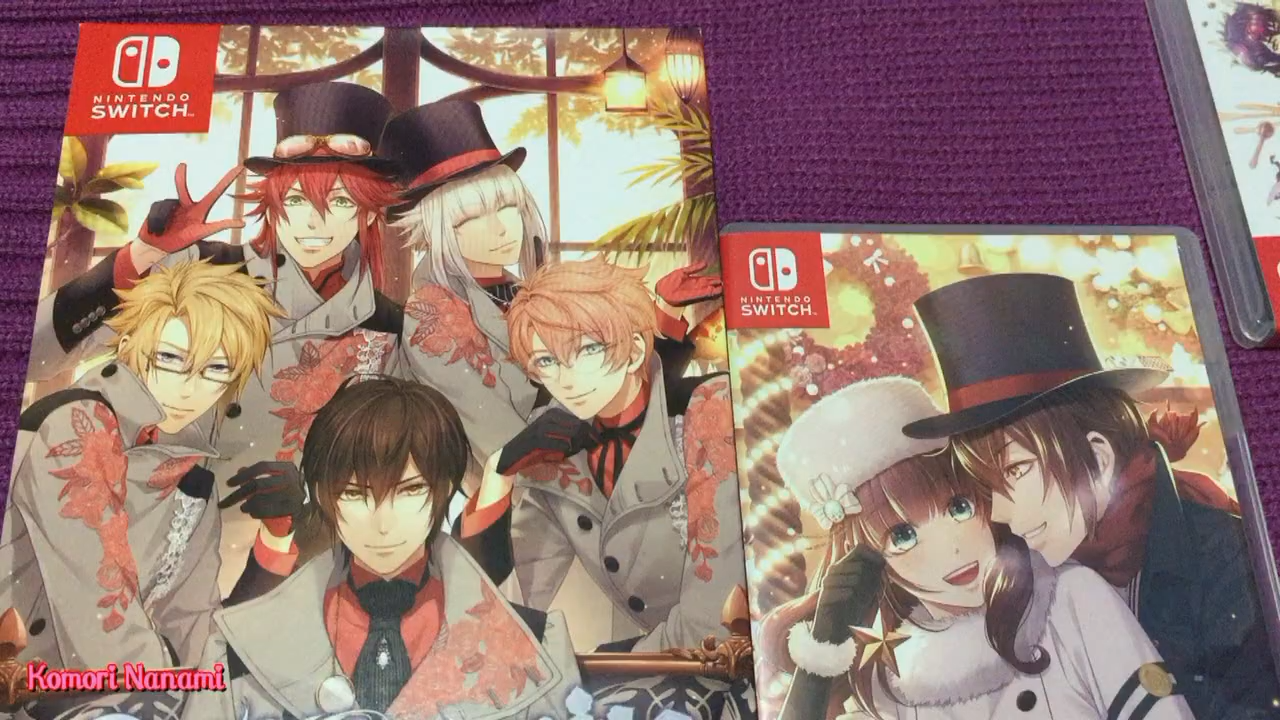 NINTENDO
SWITCH
NINTENDO
SWITCH
Komori Nanami